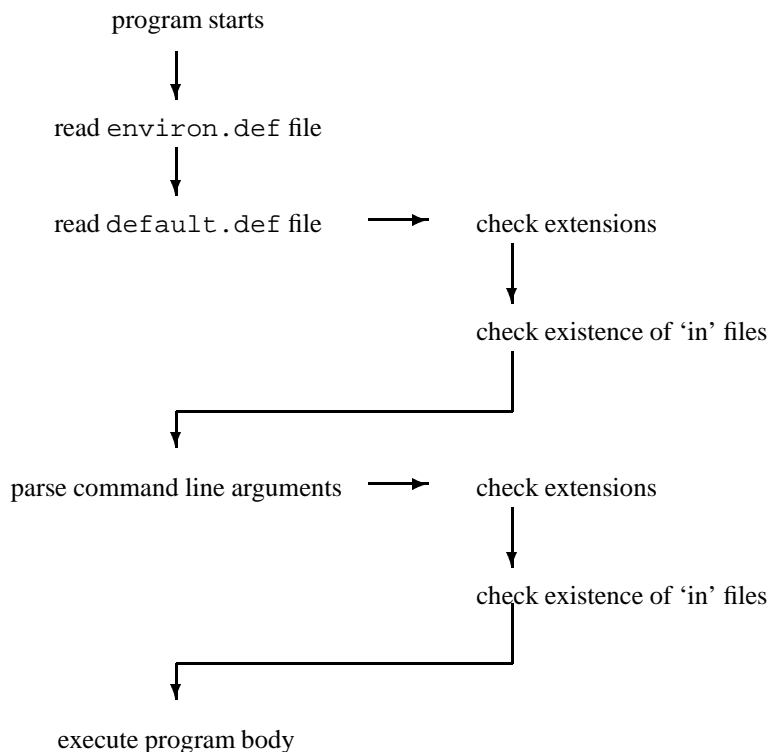 program starts
read environ.def file
read default.def file
check extensions
check existence of ‘in’ files
parse command line arguments
check extensions
check existence of ‘in’ files
execute program body